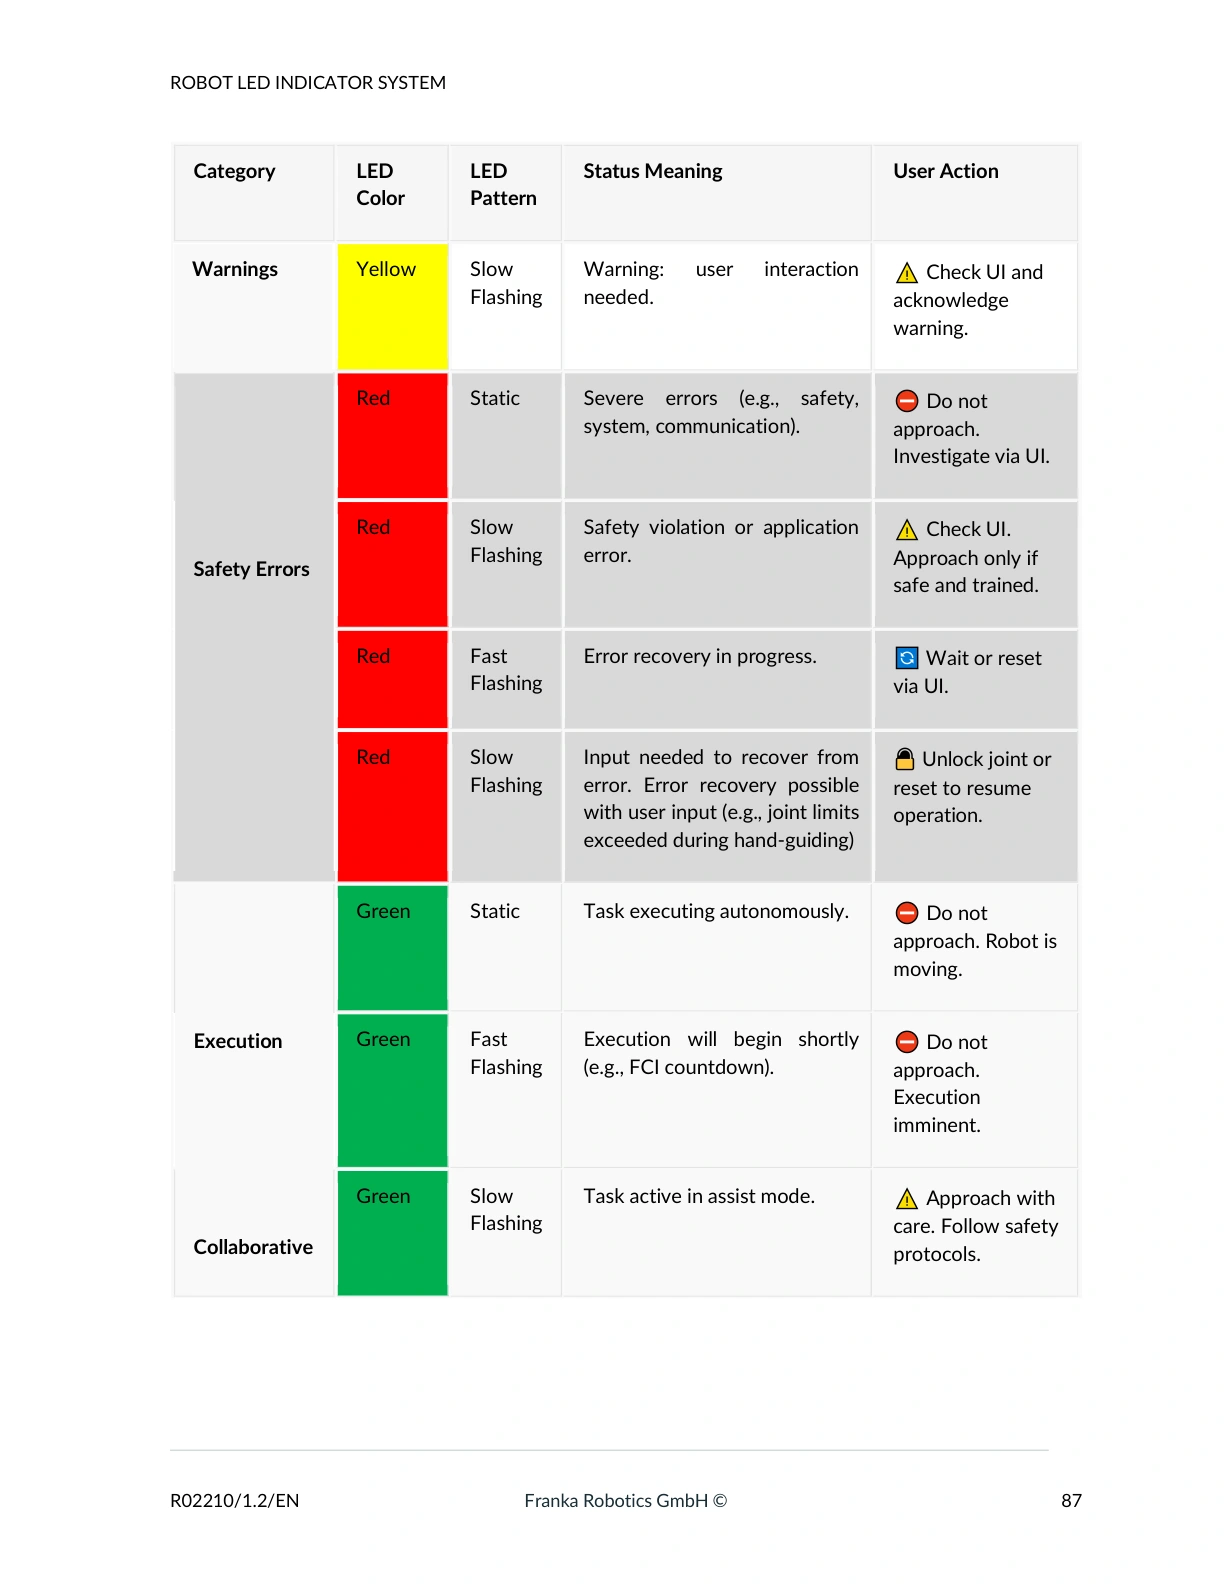 ROBOT LED INDICATOR SYSTEM
Category
LED
Color
LED
Pattern
Status Meaning
User Action
Warnings
Yellow
Slow
Flashing
Warning: user interaction
needed.
⚠ Check UI and
acknowledge
warning.
Safety Errors
Red
Static
Severe errors (e.g., safety,
system, communication).
⛔ Do not
approach.
Investigate via UI.
Red
Slow
Flashing
Safety violation or application
error.
⚠ Check UI.
Approach only if
safe and trained.
Red
Fast
Flashing
Error recovery in progress.
🔄 Wait or reset
via UI.
Red
Slow
Flashing
Input needed to recover from
error. Error recovery possible
with user input (e.g., joint limits
exceeded during hand-guiding)
🔒 Unlock joint or
reset to resume
operation.
Execution
Green
Static
Task executing autonomously.
⛔ Do not
approach. Robot is
moving.
Green
Fast
Flashing
Execution will begin shortly
(e.g., FCI countdown).
⛔ Do not
approach.
Execution
imminent.
Collaborative
Green
Slow
Flashing
Task active in assist mode.
⚠ Approach with
care. Follow safety
protocols.
R02210/1.2/EN
Franka Robotics GmbH ©
87